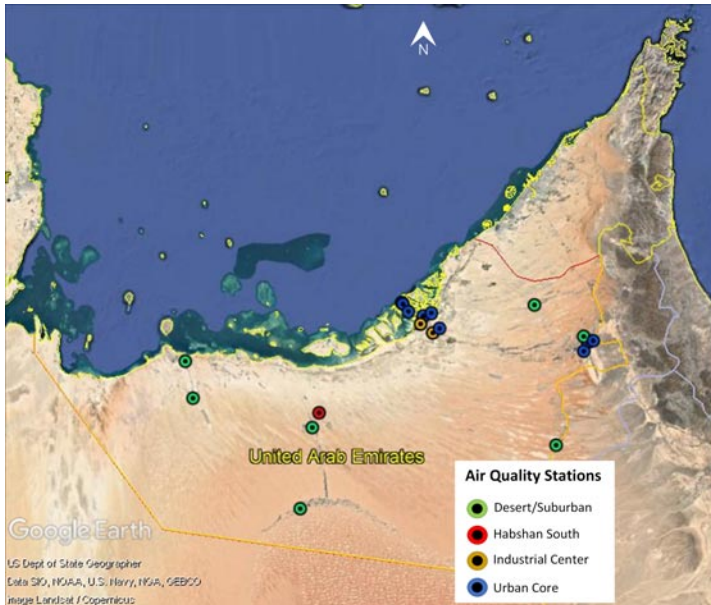 N
United Arab Emirates
Air Quality Stations
Desert/Suburban
Habshan South
Industrial Center
Urban Core
Google Earth
US Dept of State Geographer
Data SIO, NOAA, U.S. Navy, NGA, GEBCO
Image Landsat / Copernicus